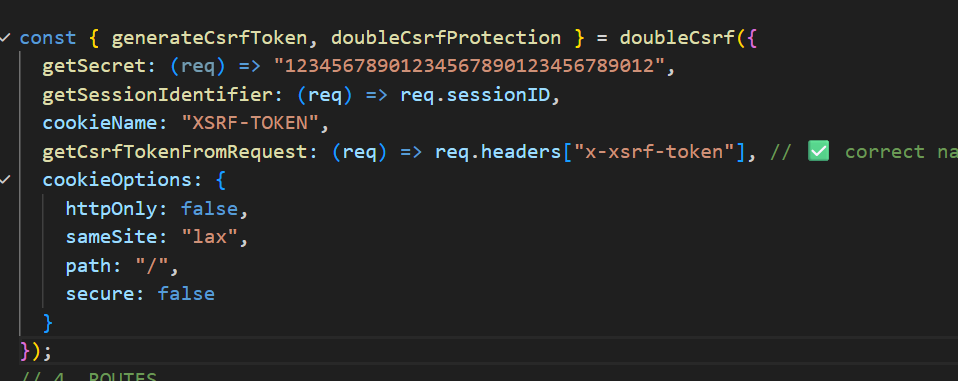 const { generateCsrfToken, doubleCsrfProtection } = doubleCsrf({
getSecret: (req) => "12345678901234567890123456789012",
getSessionIdentifier: (req) => req.sessionID,
cookieName: "XSRF-TOKEN",
getCsrfTokenFromRequest: (req) => req.headers["x-xsrf-token"], // ✅ correct na
cookieOptions: {
httpOnly: false,
sameSite: "lax",
path: "/",
secure: false
}
});
// 4. ROUTES